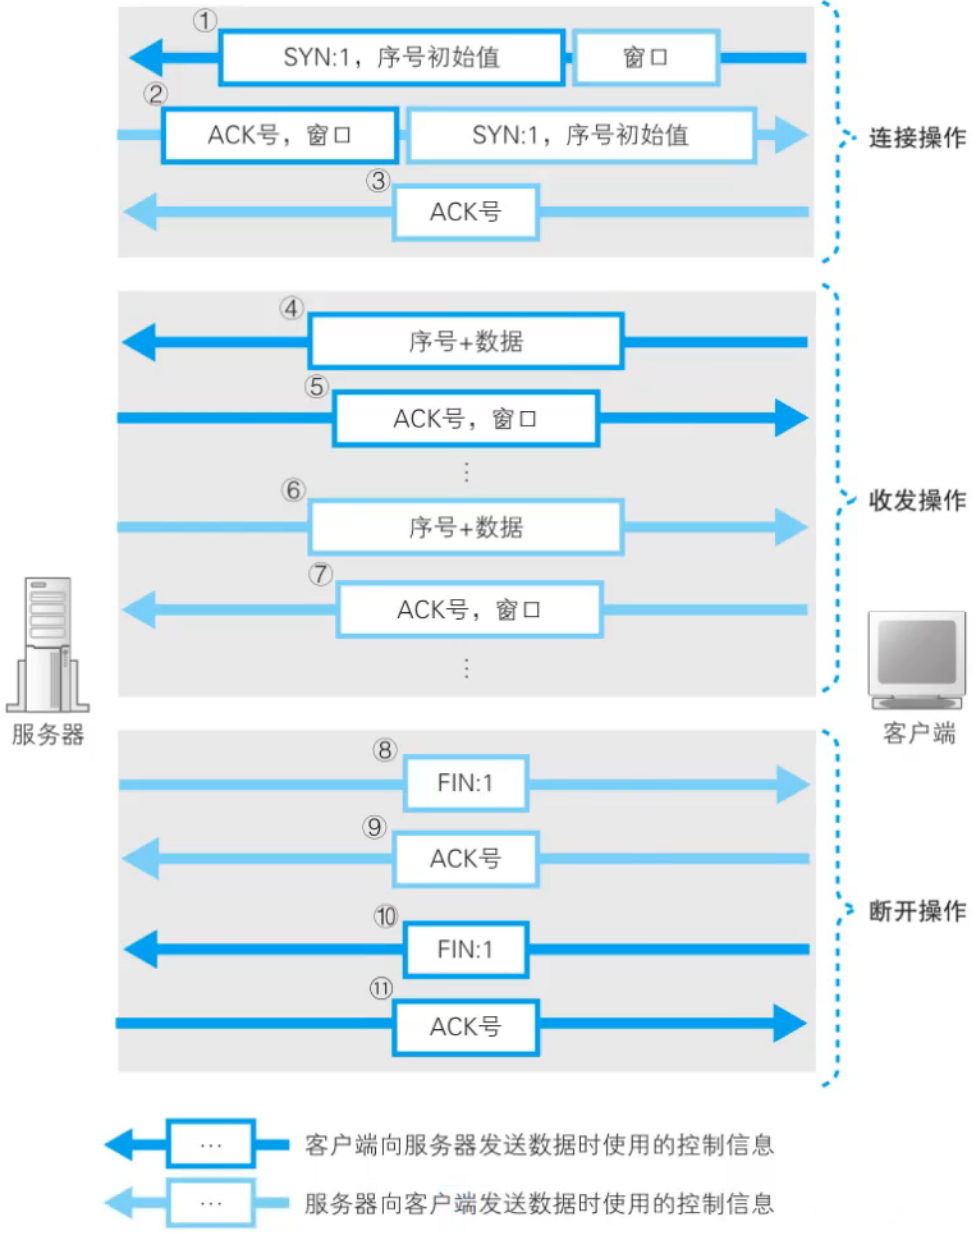 ①
SYN:1，序号初始值
窗口
②
ACK号，窗口
SYN:1，序号初始值
③
ACK号
连接操作
④
序号+数据
⑤
ACK号，窗口
⋮
⑥
序号+数据
⑦
ACK号，窗口
⋮
收发操作
服务器
客户端
⑧
FIN:1
⑨
ACK号
⑩
FIN:1
⑪
ACK号
断开操作
… 客户端向服务器发送数据时使用的控制信息
… 服务器向客户端发送数据时使用的控制信息